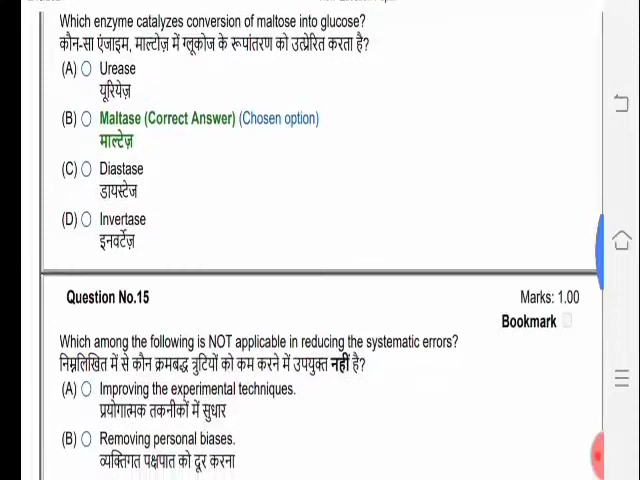 Which enzyme catalyzes conversion of maltose into glucose?
कौन-सा एंजाइम, माल्टोज़ में ग्लूकोज के रूपांतरण को उत्प्रेरित करता है?
(A) Urease
यूरियेज़
(B) Maltase (Correct Answer) (Chosen option)
माल्टेज़
(C) Diastase
डायस्टेज
(D) Invertase
इनवर्टेज़
Question No.15 Marks: 1.00
Bookmark
Which among the following is NOT applicable in reducing the systematic errors?
निम्नलिखित में से कौन क्रमबद्ध त्रुटियों को कम करने में उपयुक्त नहीं है?
(A) Improving the experimental techniques.
प्रयोगात्मक तकनीकों में सुधार
(B) Removing personal biases.
व्यक्तिगत पक्षपात को दूर करना